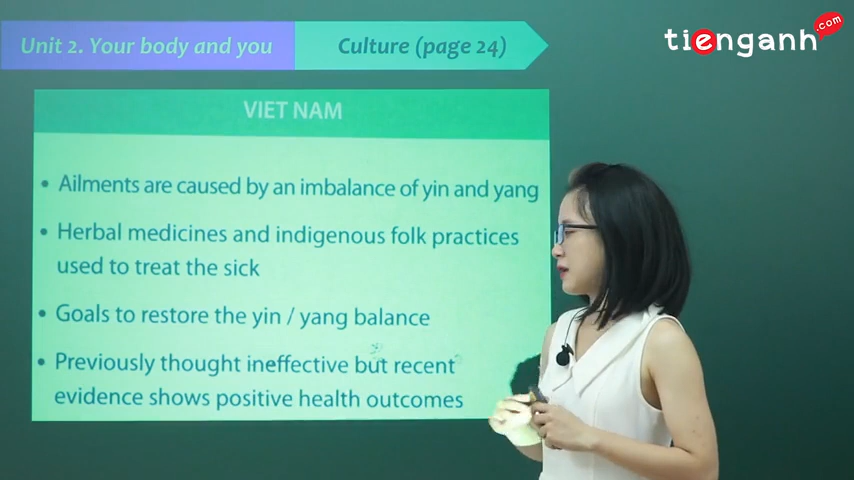 Unit 2. Your body and you
Culture (page 24)
tienganh.com
VIET NAM
• Ailments are caused by an imbalance of yin and yang
• Herbal medicines and indigenous folk practices
used to treat the sick
• Goals to restore the yin / yang balance
• Previously thought ineffective but recent
evidence shows positive health outcomes